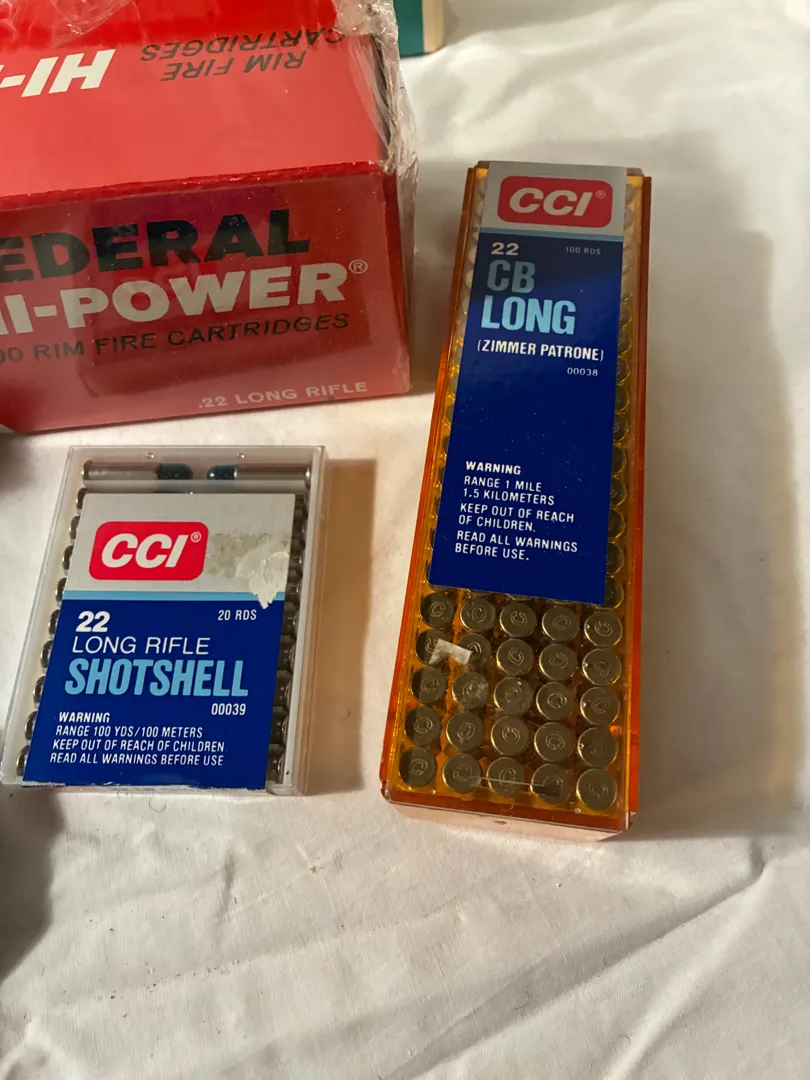 HI-
RIM FIRE
CARTRIDGES
EDERAL
I-POWER®
00 RIM FIRE CARTRIDGES
.22 LONG RIFLE
CCI®
22
100 RDS
CB
LONG
(ZIMMER PATRONE)
00038
WARNING
RANGE 1 MILE
1.5 KILOMETERS
KEEP OUT OF REACH
OF CHILDREN.
READ ALL WARNINGS
BEFORE USE.
CCI®
22
20 RDS
LONG RIFLE
SHOTSHELL
00039
WARNING
RANGE 100 YDS/100 METERS
KEEP OUT OF REACH OF CHILDREN
READ ALL WARNINGS BEFORE USE